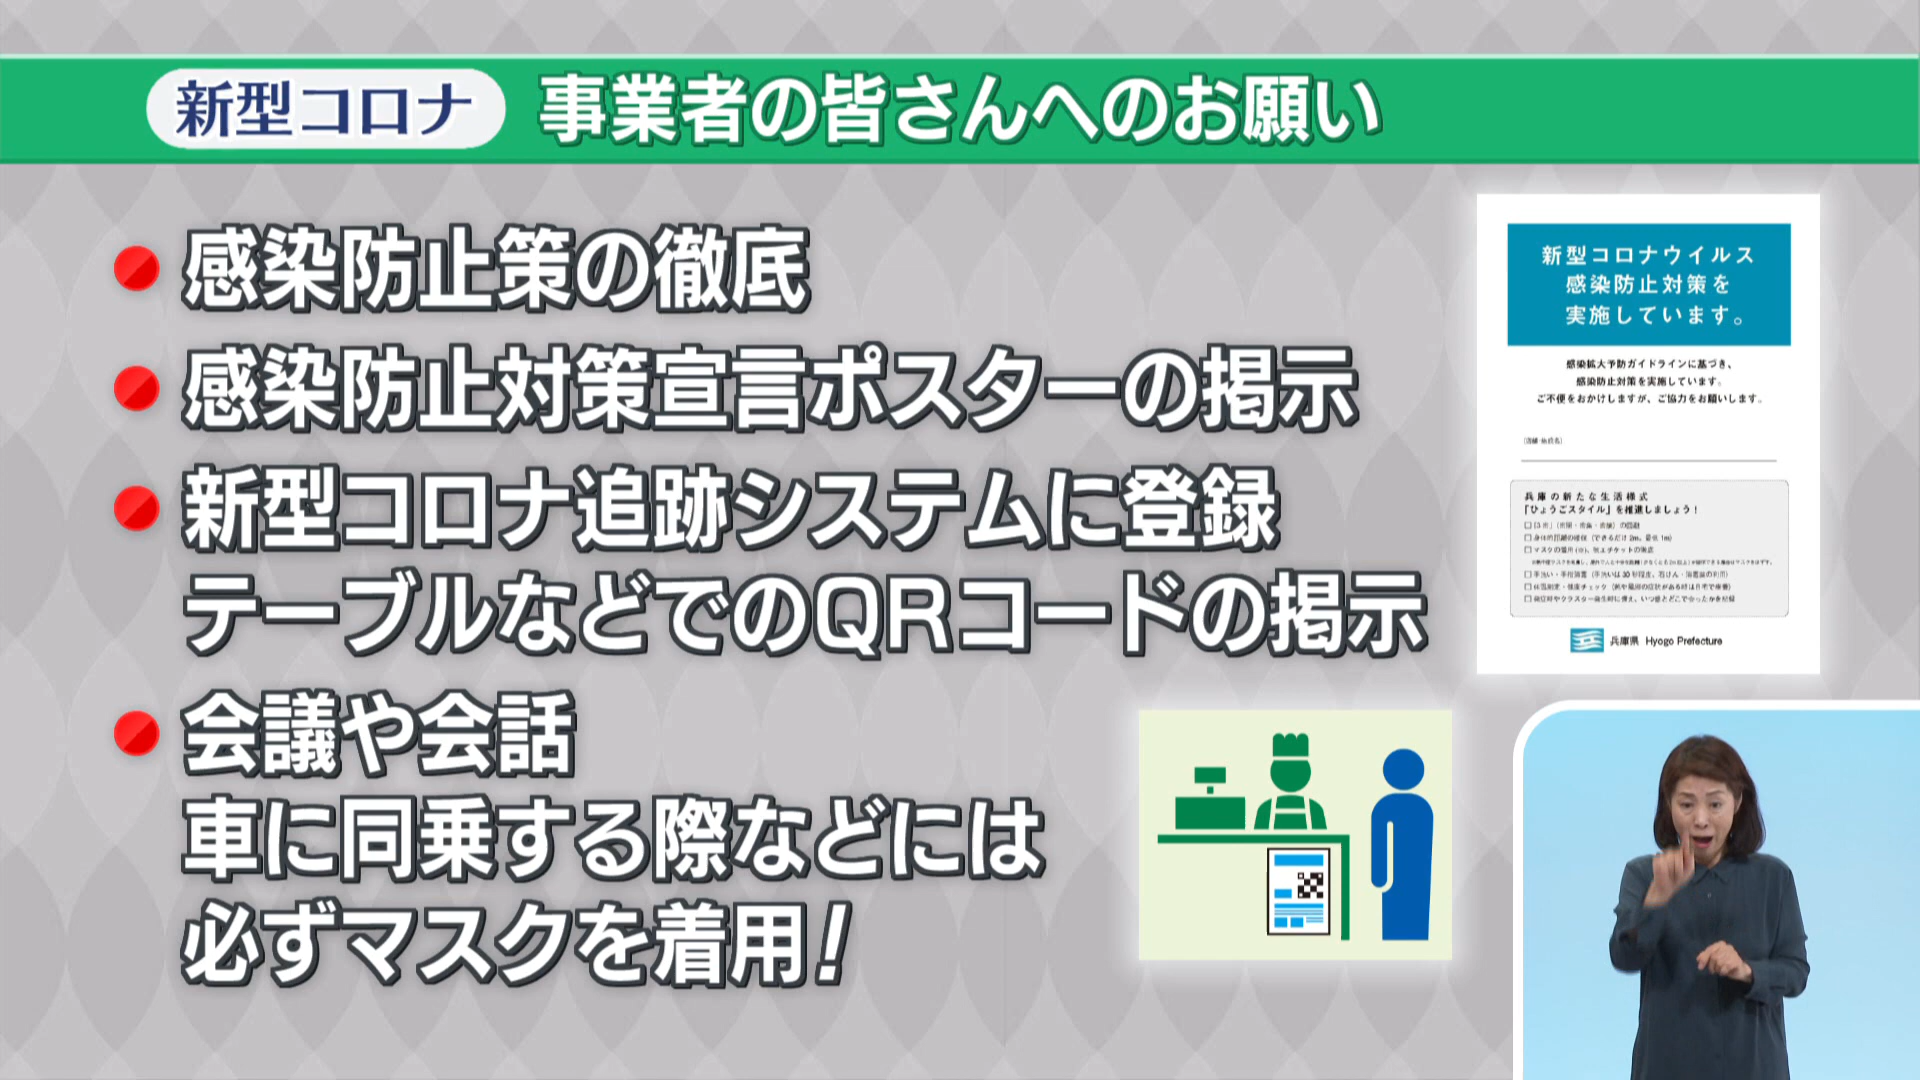 新型コロナ 事業者の皆さんへのお願い
感染防止策の徹底
感染防止対策宣言ポスターの掲示
新型コロナ追跡システムに登録
テーブルなどでのQRコードの掲示
会議や会話
車に同乗する際などには
必ずマスクを着用!
新型コロナウイルス
感染防止対策を
実施しています。
感染拡大予防ガイドラインに基づき、
感染防止対策を実施しています。
ご不便をおかけしますが、ご協力をお願いします。
兵庫の新たな生活様式
「ひょうごスタイル」を推進しましょう!
兵庫県 Hyogo Prefecture